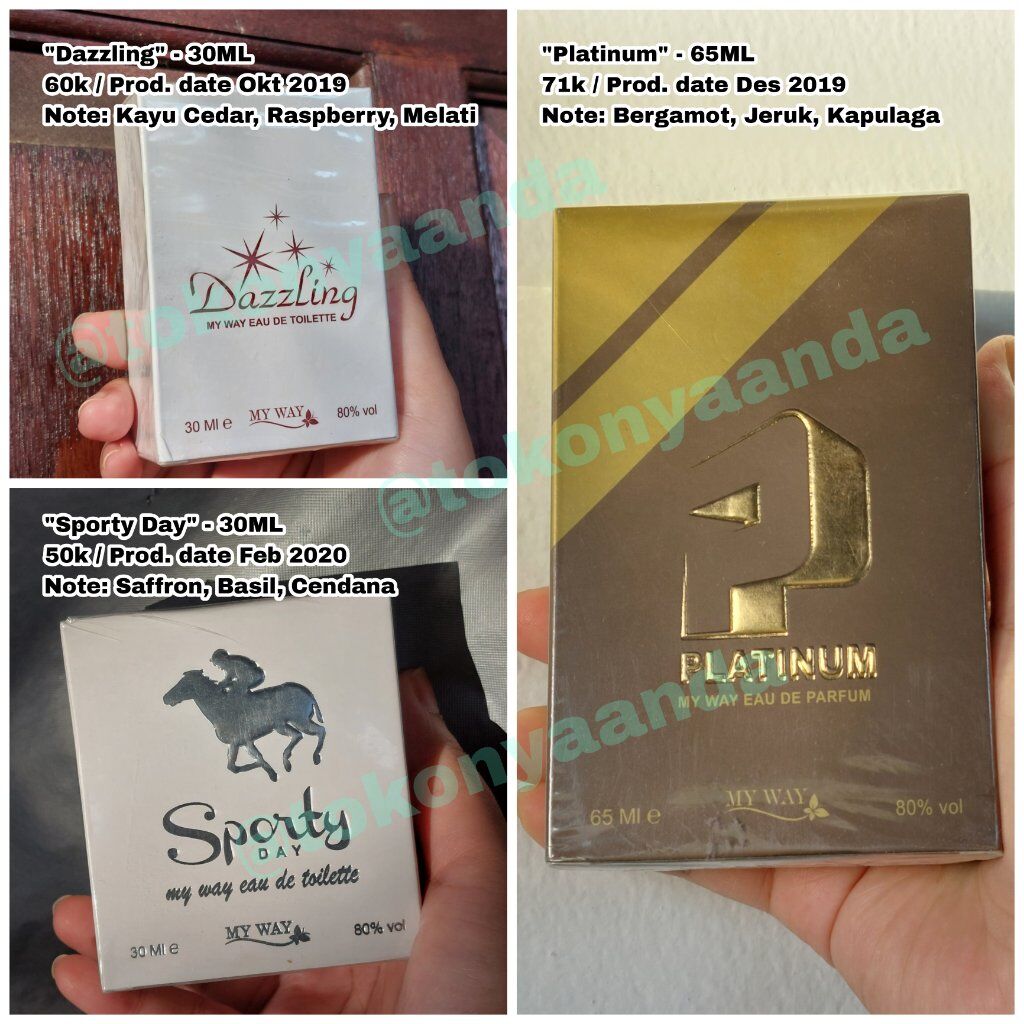 "Dazzling" - 30ML
60k / Prod. date Okt 2019
Note: Kayu Cedar, Raspberry, Melati
Dazzling
MY WAY EAU DE TOILETTE
30 Ml e MY WAY 80% vol
"Sporty Day" - 30ML
50k / Prod. date Feb 2020
Note: Saffron, Basil, Cendana
Sporty
DAY
my way eau de toilette
30 Ml e MY WAY 80% vol
"Platinum" - 65ML
71k / Prod. date Des 2019
Note: Bergamot, Jeruk, Kapulaga
P
PLATINUM
MY WAY EAU DE PARFUM
65 Ml e MY WAY 80% vol
@tokonyaanda
@tokonyaanda
@tokonyaanda